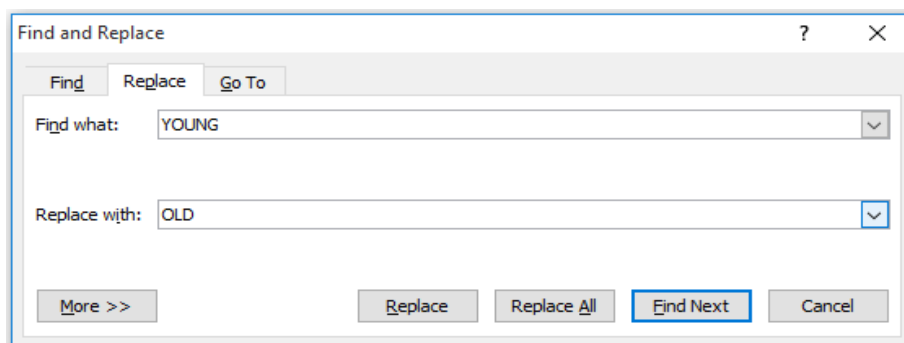 Find and Replace ?
Find Replace Go To
Find what: YOUNG
Replace with: OLD
More >> Replace Replace All Find Next Cancel